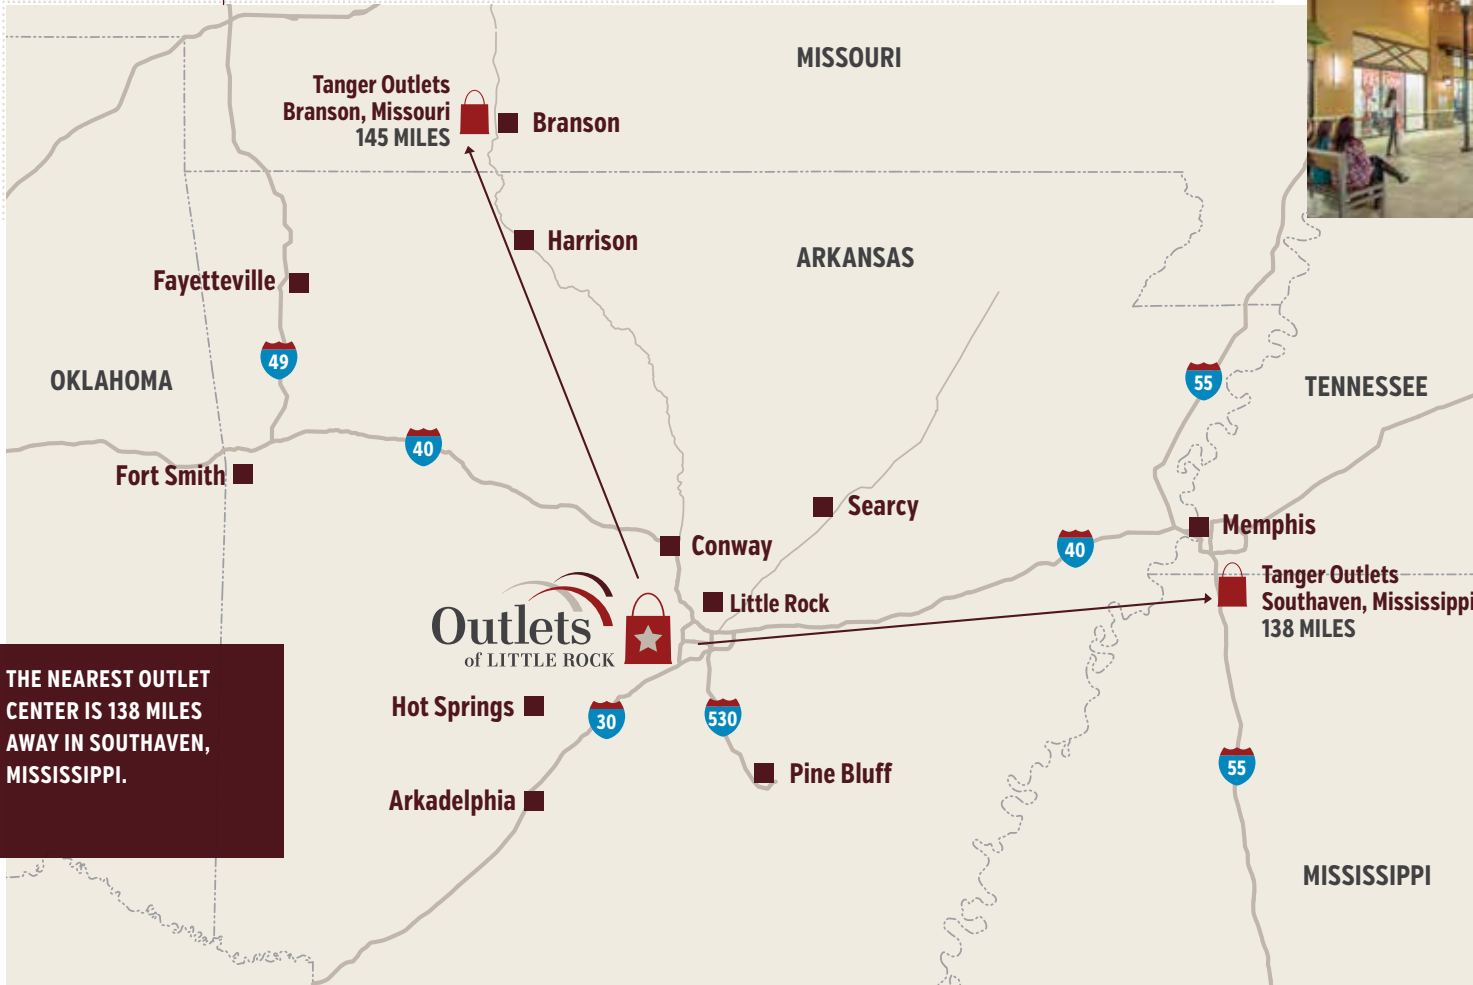 MISSOURI
Tanger Outlets
Branson, Missouri
145 MILES
Branson
Harrison
ARKANSAS
Fayetteville
49
OKLAHOMA
55
TENNESSEE
40
Fort Smith
Searcy
Memphis
Conway
40
Tanger Outlets
Southaven, Mississippi
138 MILES
Little Rock
Outlets
of LITTLE ROCK
THE NEAREST OUTLET
CENTER IS 138 MILES
AWAY IN SOUTHAVEN,
MISSISSIPPI.
Hot Springs
30
530
Pine Bluff
55
Arkadelphia
MISSISSIPPI